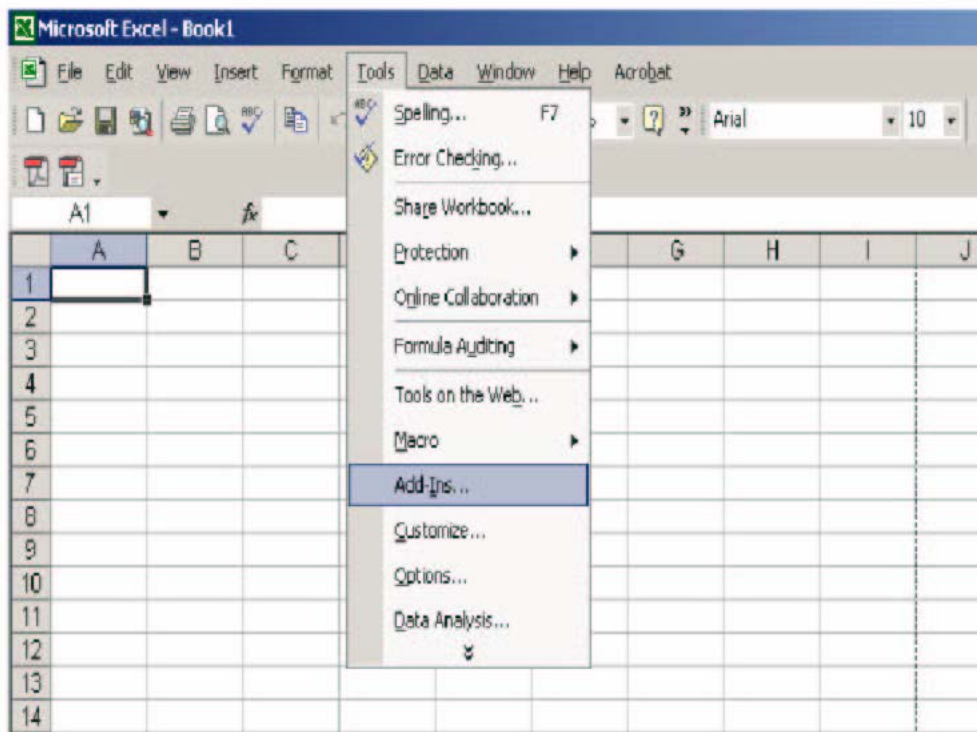 Microsoft Excel - Book1
File Edit View Insert Format Tools Data Window Help Acrobat
Arial 10
A1 fx
A B C G H I J
Spelling... F7
Error Checking...
Share Workbook...
Protection
Online Collaboration
Formula Auditing
Tools on the Web...
Macro
Add-Ins...
Customize...
Options...
Data Analysis...
1
2
3
4
5
6
7
8
9
10
11
12
13
14